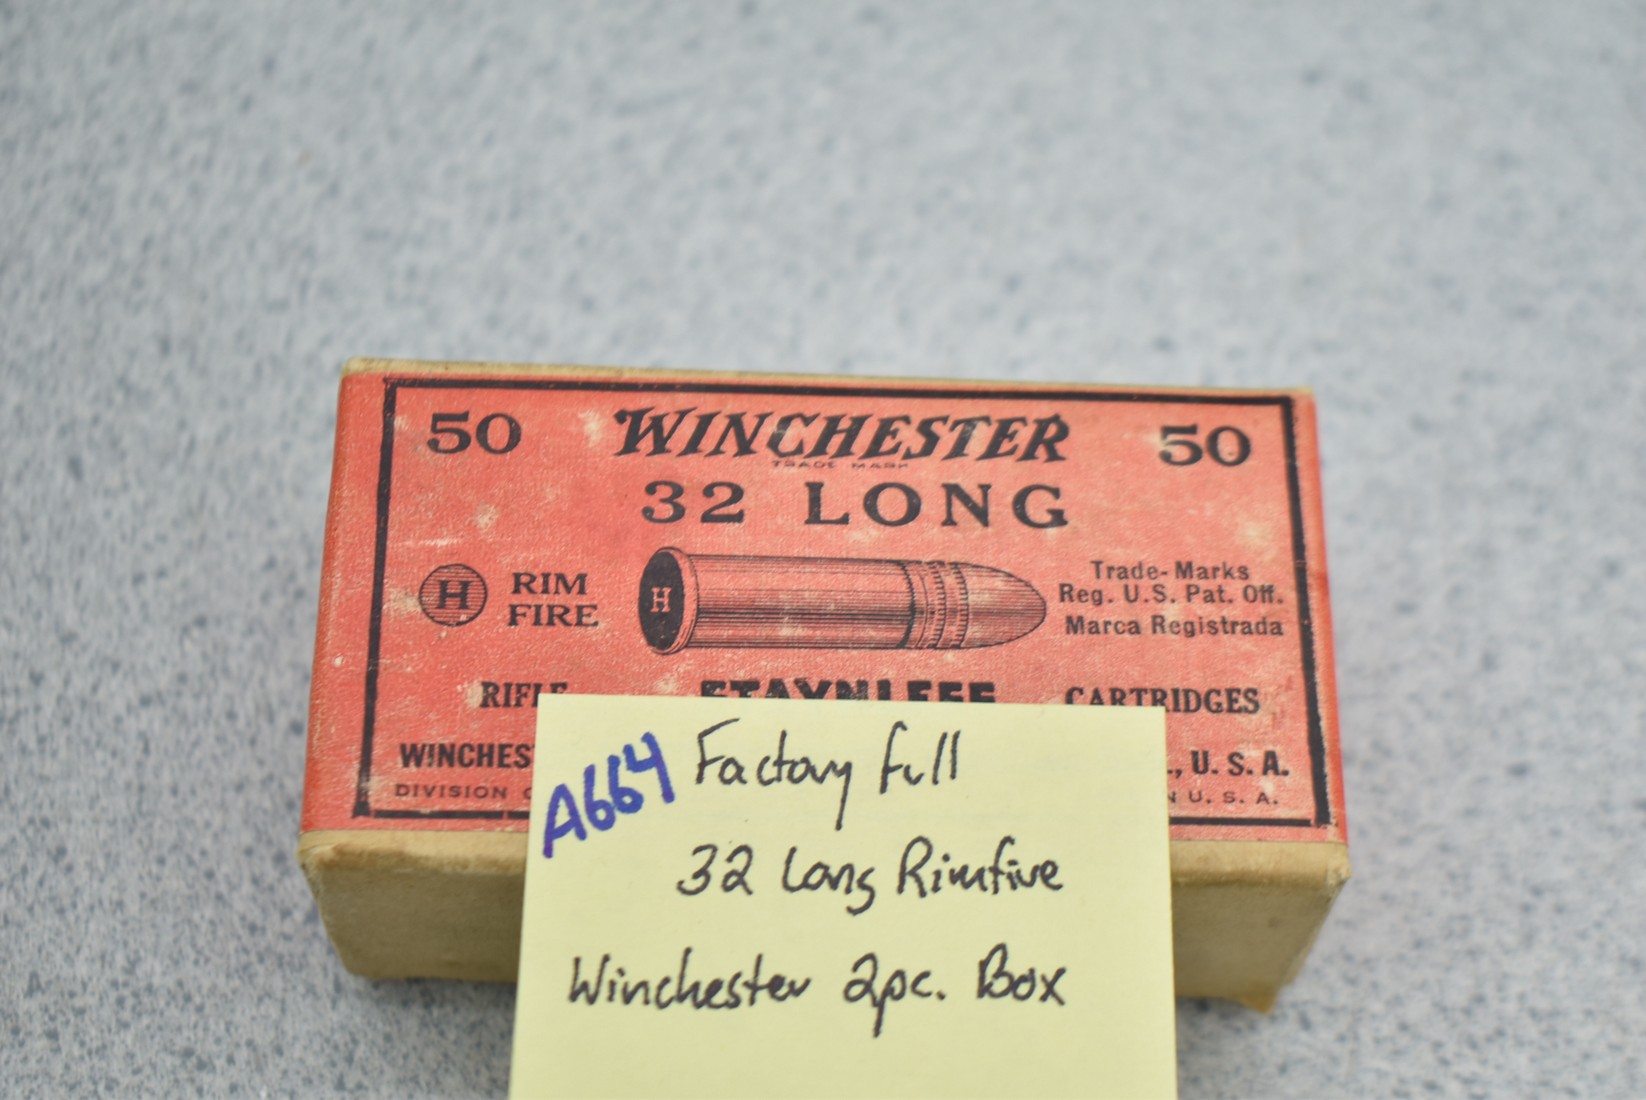 50 WINCHESTER 50
TRADE MARK
32 LONG
H RIM FIRE
H
Trade-Marks
Reg. U.S. Pat. Off.
Marca Registrada
RIFLE STAYNLESS CARTRIDGES
WINCHES
., U.S.A.
DIVISION
U.S.A.
A664 Factory full
32 Long Rimfire
Winchester 2pc. Box